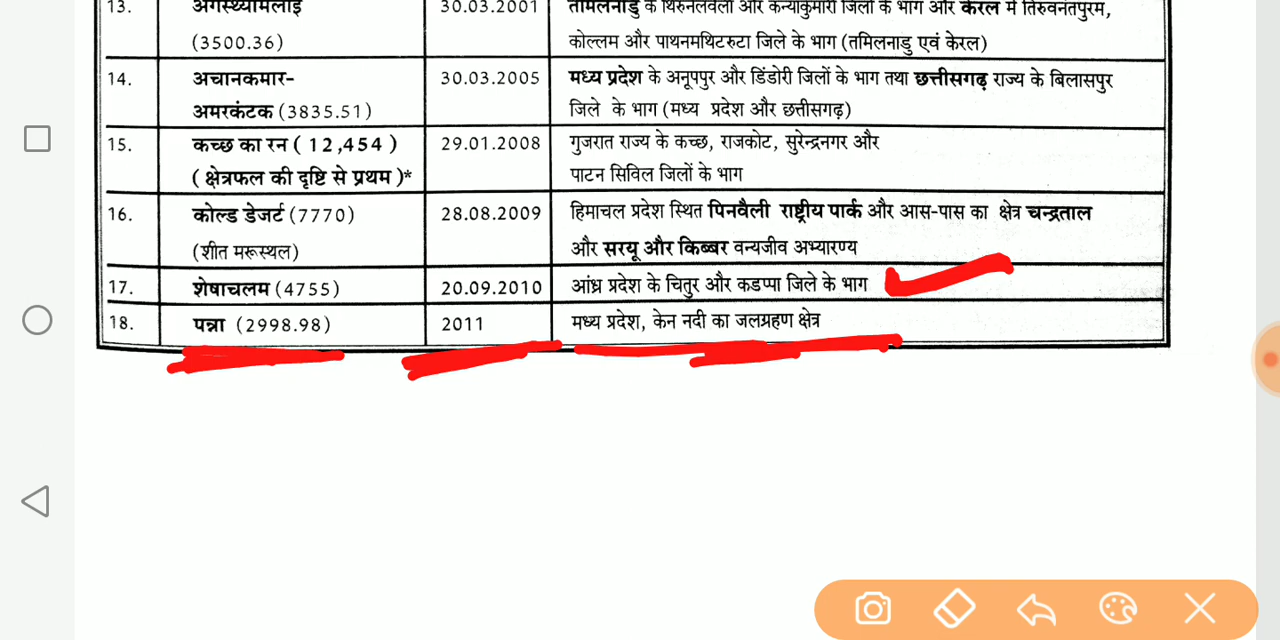 13. अगस्थ्यामलाई 30.03.2001 तामिलनाडु के थिरुनेलवेली और कन्याकुमारी जिलों के भाग और केरल में तिरुवनंतपुरम,
(3500.36) कोल्लम और पाथनमथिटरुटा जिले के भाग (तमिलनाडु एवं केरल)
14. अचानकमार- 30.03.2005 मध्य प्रदेश के अनूपपुर और डिंडोरी जिलों के भाग तथा छत्तीसगढ़ राज्य के बिलासपुर
अमरकंटक (3835.51) जिले के भाग (मध्य प्रदेश और छत्तीसगढ़)
15. कच्छ का रन ( 12,454 ) 29.01.2008 गुजरात राज्य के कच्छ, राजकोट, सुरेन्द्रनगर और
( क्षेत्रफल की दृष्टि से प्रथम )* पाटन सिविल जिलों के भाग
16. कोल्ड डेजर्ट (7770) 28.08.2009 हिमाचल प्रदेश स्थित पिनवैली राष्ट्रीय पार्क और आस-पास का क्षेत्र चन्द्रताल
(शीत मरूस्थल) और सरयू और किब्बर वन्यजीव अभ्यारण्य
17. शेषाचलम (4755) 20.09.2010 आंध्र प्रदेश के चितुर और कडप्पा जिले के भाग
18. पन्ना (2998.98) 2011 मध्य प्रदेश, केन नदी का जलग्रहण क्षेत्र